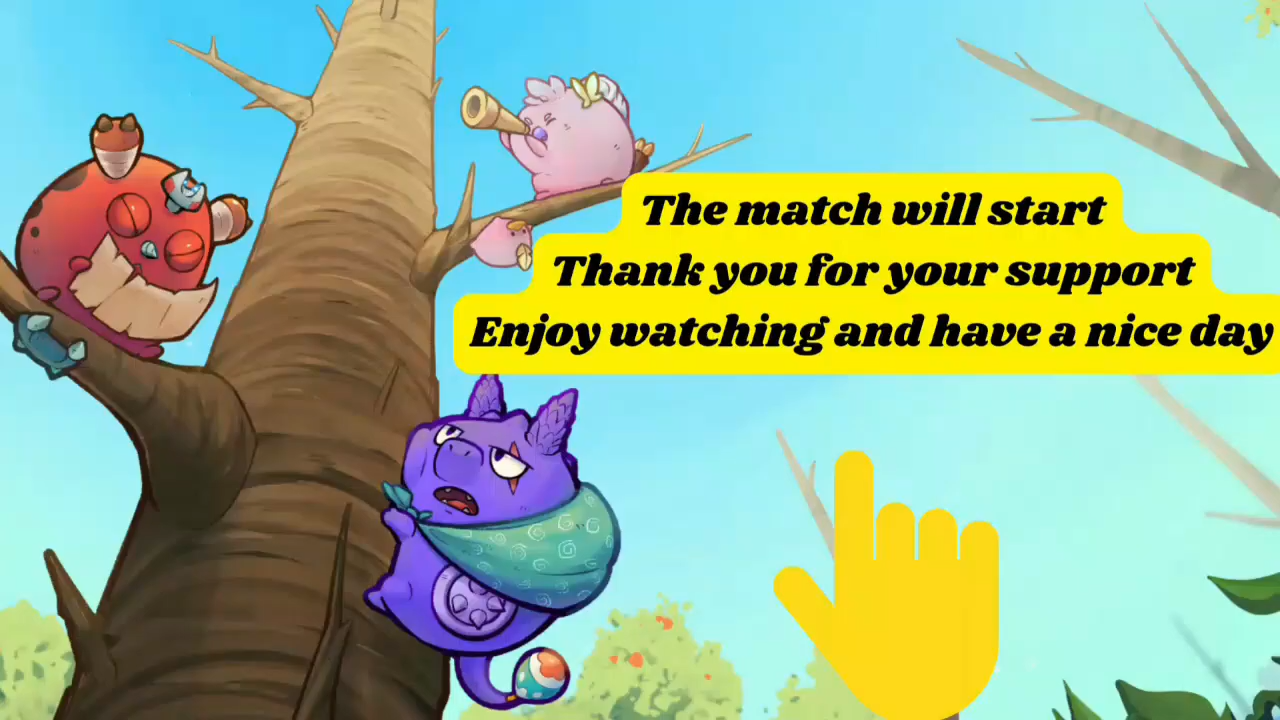 The match will start
Thank you for your support
Enjoy watching and have a nice day